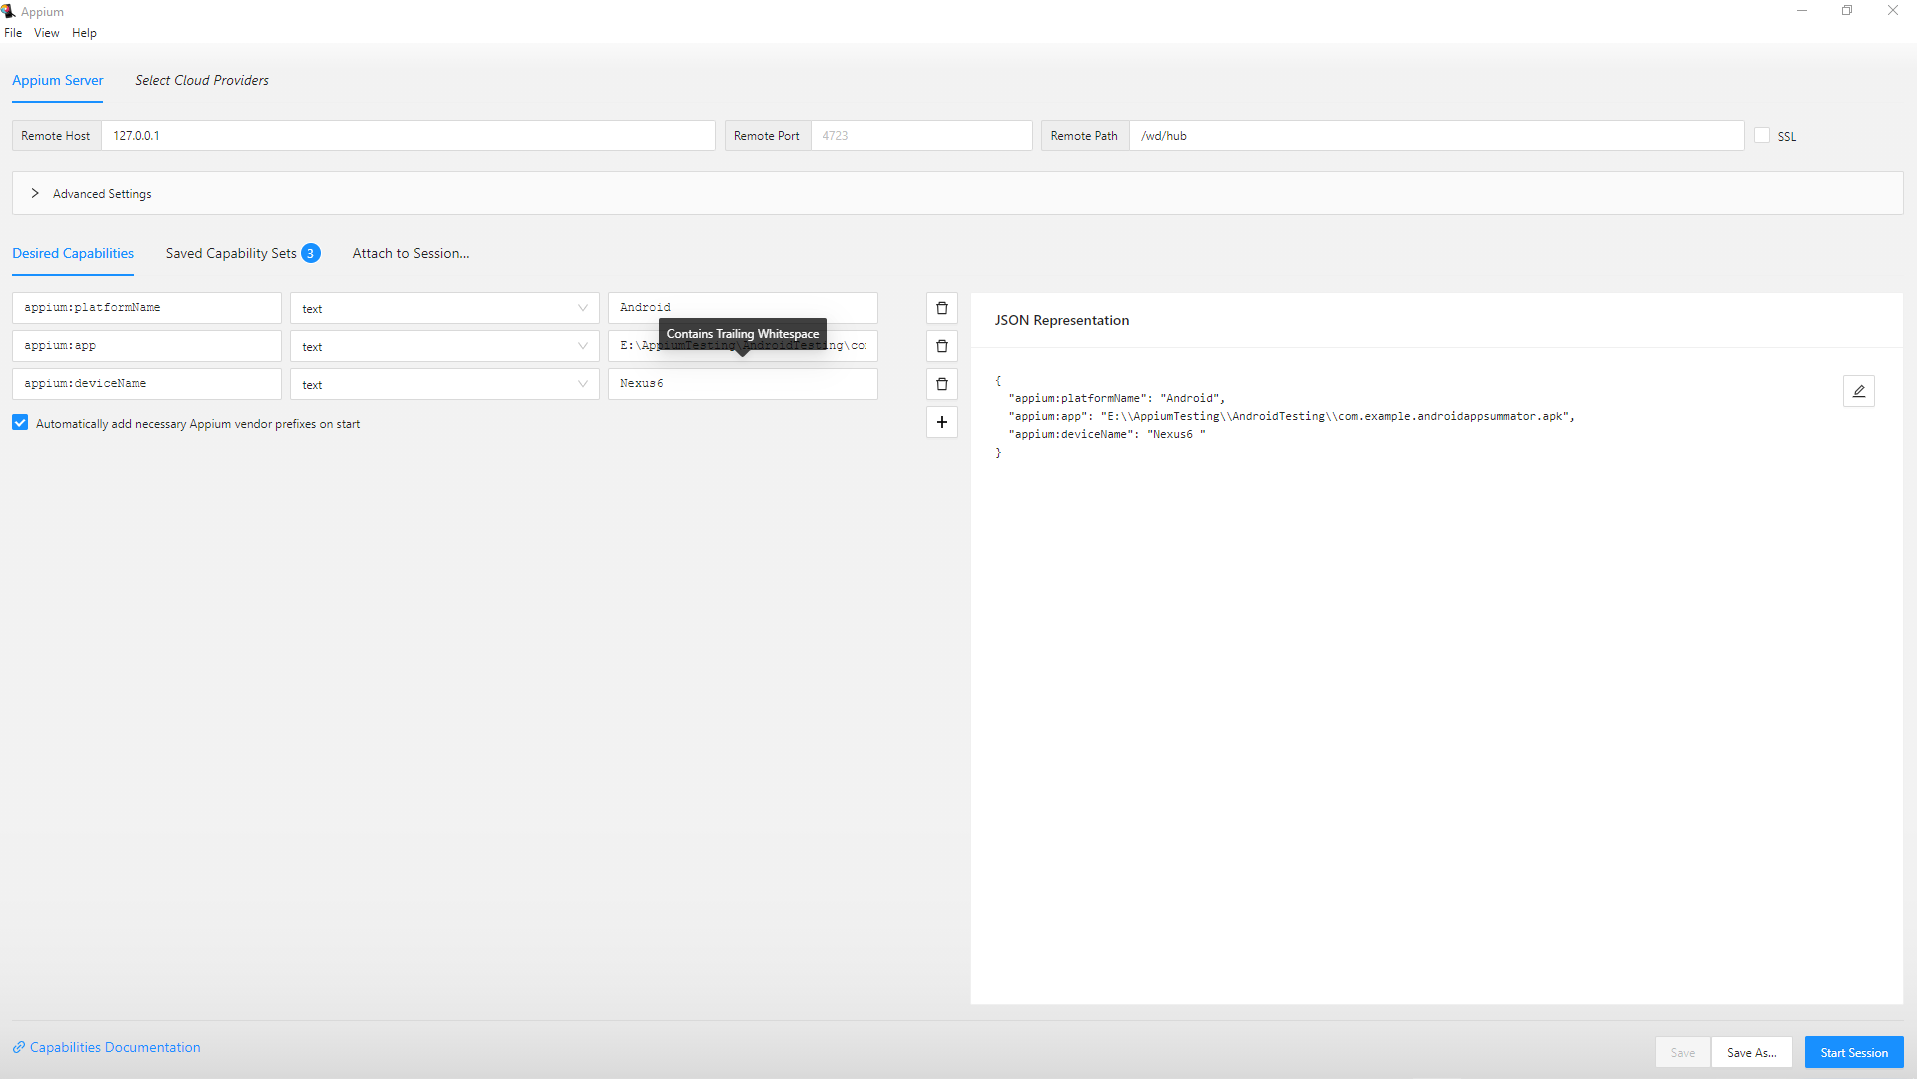 Appium
File View Help
Appium Server Select Cloud Providers
Remote Host 127.0.0.1 Remote Port 4723 Remote Path /wd/hub SSL
Advanced Settings
Desired Capabilities Saved Capability Sets 3 Attach to Session...
appium:platformName text Android
Contains Trailing Whitespace
appium:app text E:\AppiumTesting\AndroidTesting\co
appium:deviceName text Nexus6
Automatically add necessary Appium vendor prefixes on start
JSON Representation
{
"appium:platformName": "Android",
"appium:app": "E:\\AppiumTesting\\AndroidTesting\\com.example.androidappsummator.apk",
"appium:deviceName": "Nexus6 "
}
Capabilities Documentation
Save Save As... Start Session